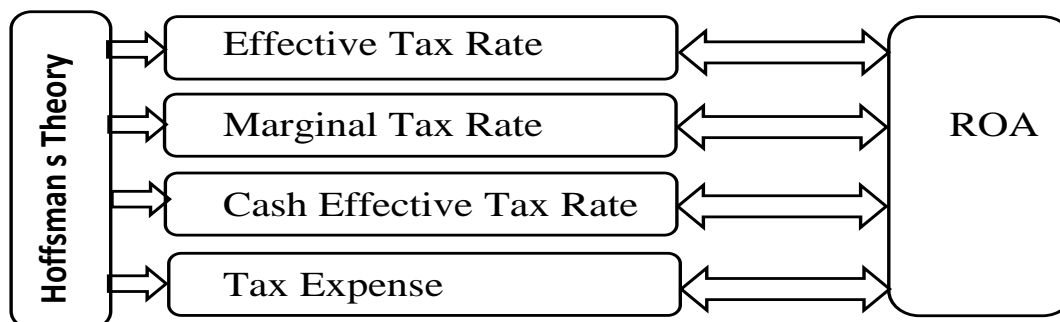 Hoffsman s Theory
Effective Tax Rate
Marginal Tax Rate
Cash Effective Tax Rate
Tax Expense
ROA